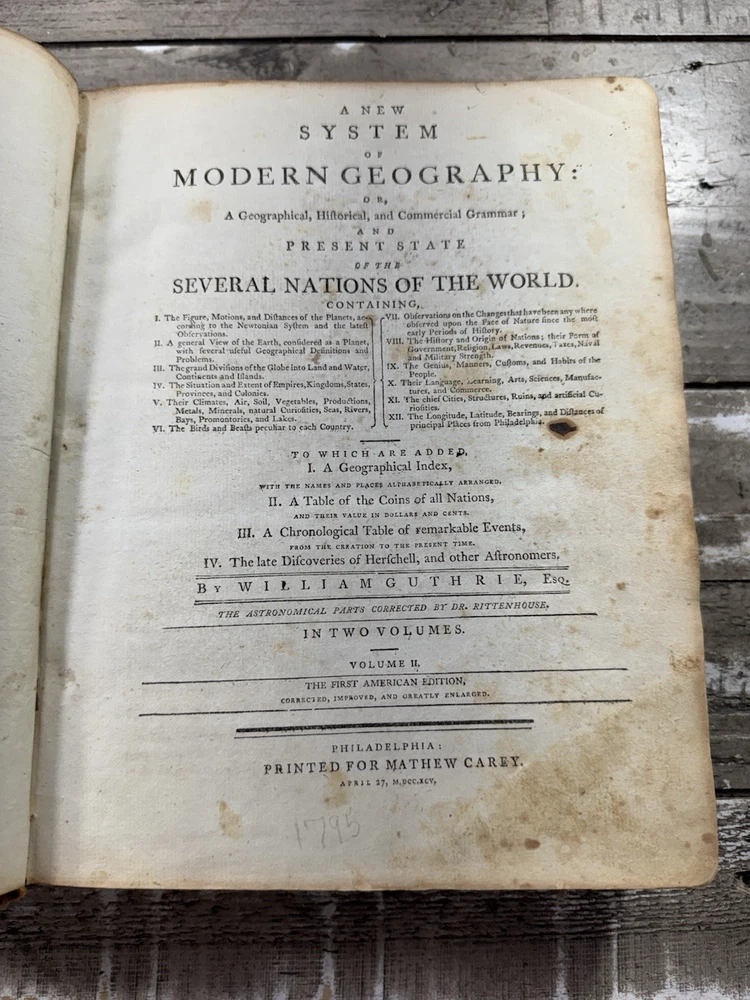 A NEW
SYSTEM
OF
MODERN GEOGRAPHY:
OR,
A Geographical, Hiſtorical, and Commercial Grammar;
AND
PRESENT STATE
OF THE
SEVERAL NATIONS OF THE WORLD.
CONTAINING,
I. The Figure, Motions, and Diſtances of the Planets, ac-
cording to the Newtonian Syſtem and the lateſt
Obſervations.
II. A general View of the Earth, conſidered as a Planet,
with ſeveral uſeful Geographical Definitions and
Problems.
III. The grand Diviſions of the Globe into Land and Water,
Continents and Iſlands.
IV. The Situation and Extent of Empires, Kingdoms, States,
Provinces, and Colonies.
V. Their Climates, Air, Soil, Vegetables, Productions,
Metals, Minerals, natural Curioſities, Seas, Rivers,
Bays, Promontories, and Lakes.
VI. The Birds and Beaſts peculiar to each Country.
VII. Obſervations on the Changes that have been any where
obſerved upon the Face of Nature ſince the moſt
early Periods of Hiſtory.
VIII. The Hiſtory and Origin of Nations; their Forms of
Government, Religion, Laws, Revenues, Taxes, Naval
and Military Strength.
IX. The Genius, Manners, Cuſtoms, and Habits of the
People.
X. Their Language, Learning, Arts, Sciences, Manufac-
tures, and Commerce.
XI. The chief Cities, Structures, Ruins, and artificial Cu-
rioſities.
XII. The Longitude, Latitude, Bearings, and Diſtances of
principal Places from Philadelphia.
TO WHICH ARE ADDED,
I. A Geographical Index,
WITH THE NAMES AND PLACES ALPHABETICALLY ARRANGED,
II. A Table of the Coins of all Nations,
AND THEIR VALUE IN DOLLARS AND CENTS.
III. A Chronological Table of remarkable Events,
FROM THE CREATION TO THE PRESENT TIME.
IV. The late Diſcoveries of Herſchell, and other Aſtronomers,
BY WILLIAM GUTHRIE, ESQ.
THE ASTRONOMICAL PARTS CORRECTED BY DR. RITTENHOUSE.
IN TWO VOLUMES.
VOLUME II.
THE FIRST AMERICAN EDITION,
CORRECTED, IMPROVED, AND GREATLY ENLARGED.
PHILADELPHIA:
PRINTED FOR MATHEW CAREY.
APRIL 27, M.DCC.XCV,
1795